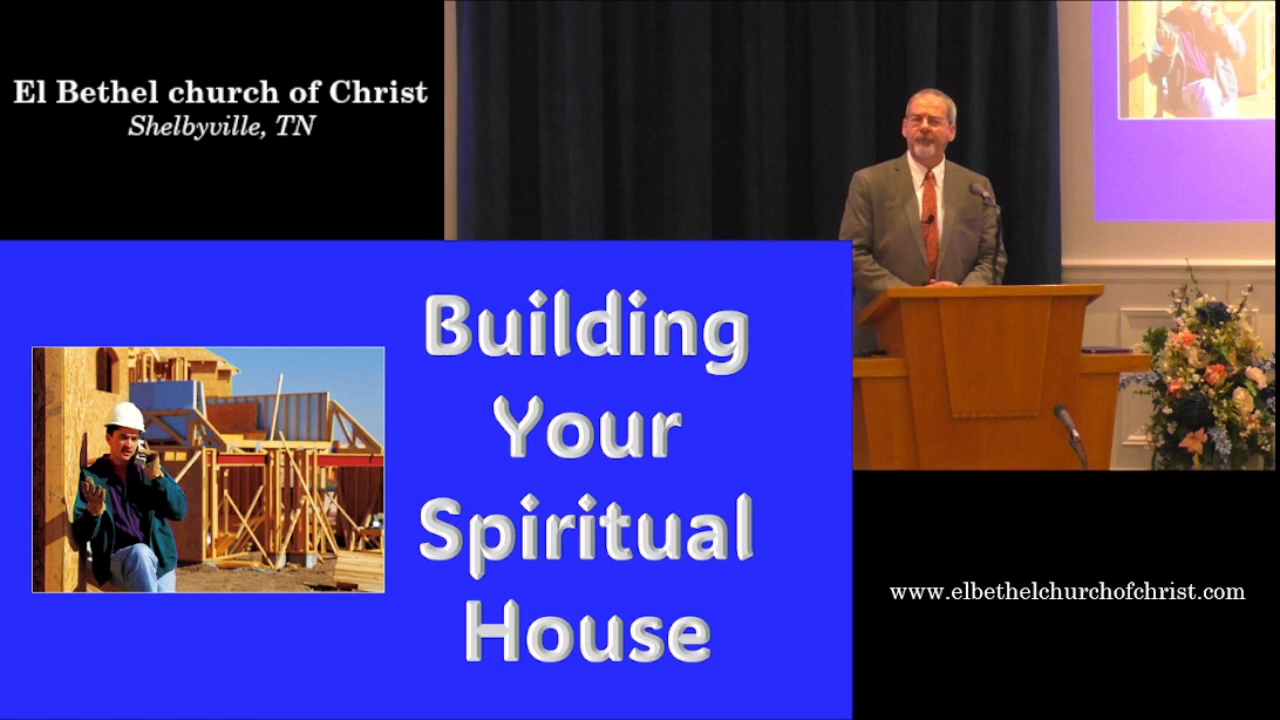 El Bethel church of Christ
Shelbyville, TN
Building
Your
Spiritual
House
www.elbethelchurchofchrist.com